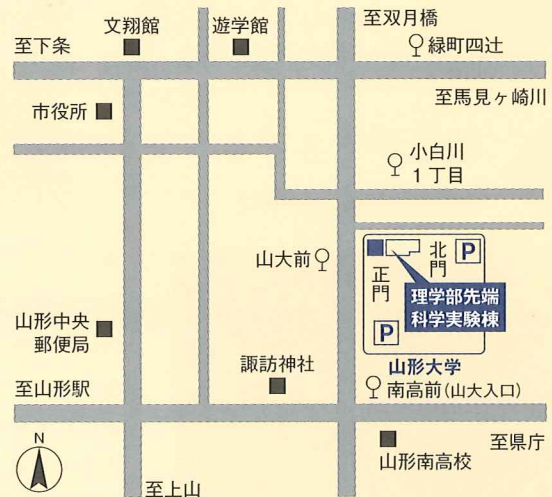 至双月橋
文翔館
遊学館
至下条
緑町四辻
市役所
至馬見ヶ崎川
小白川
１丁目
山大前
北門
P
正門
理学部先端
科学実験棟
P
山形中央
郵便局
諏訪神社
山形大学
至山形駅
南高前(山大入口)
N
至県庁
山形南高校
至上山